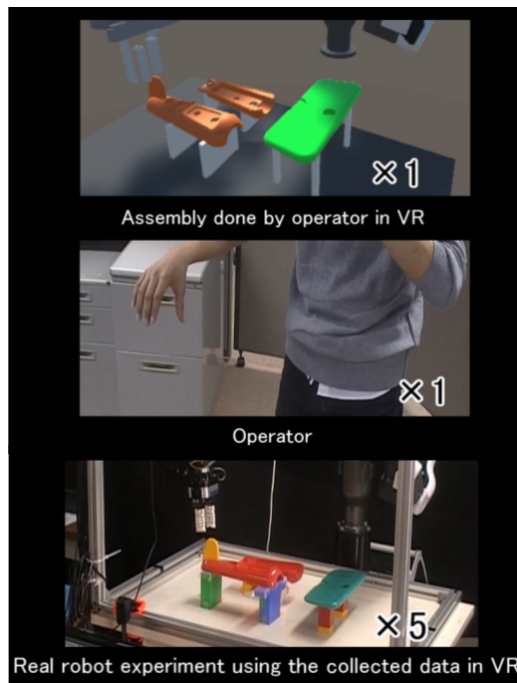 ×1
Assembly done by operator in VR
×1
Operator
×5
Real robot experiment using the collected data in VR